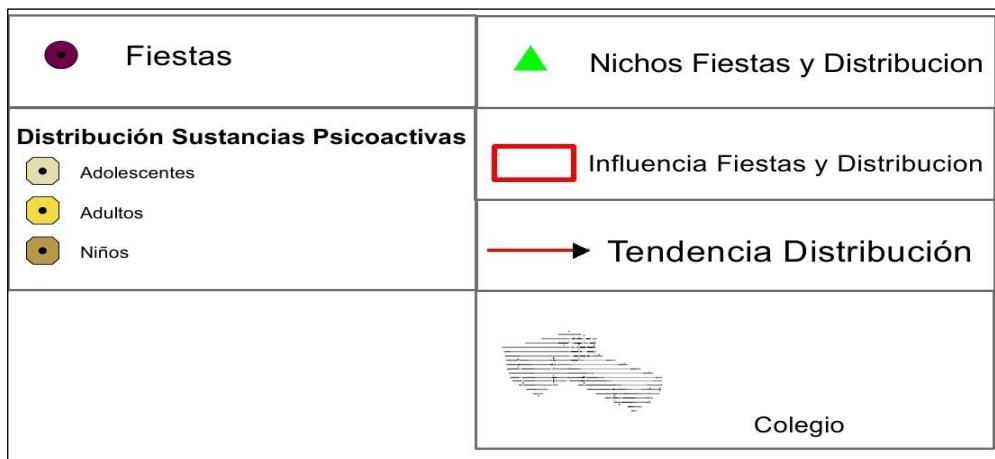 Fiestas
Distribución Sustancias Psicoactivas
Adolescentes
Adultos
Niños
Nichos Fiestas y Distribucion
Influencia Fiestas y Distribucion
Tendencia Distribución
Colegio